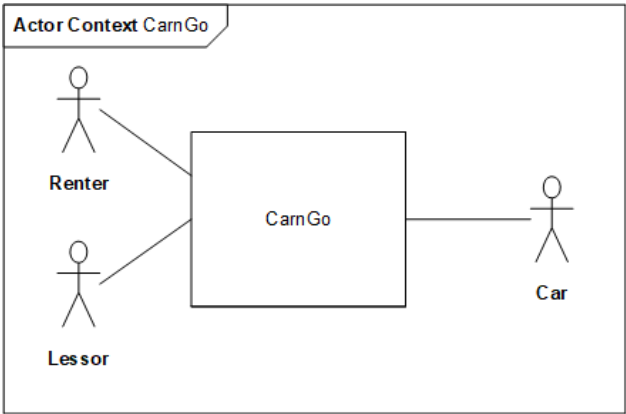 Actor Context CarnGo
Renter
CarnGo
Car
Lessor